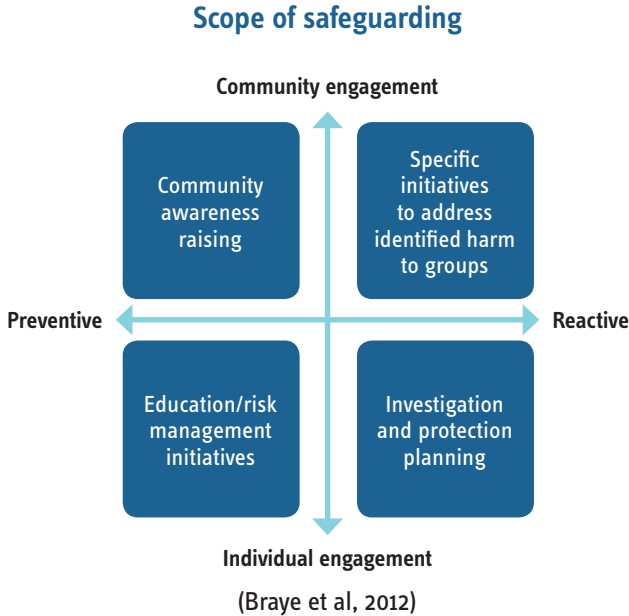 Scope of safeguarding
Community engagement
Community
awareness
raising
Specific
initiatives
to address
identified harm
to groups
Preventive
Reactive
Education/risk
management
initiatives
Investigation
and protection
planning
Individual engagement
(Braye et al, 2012)